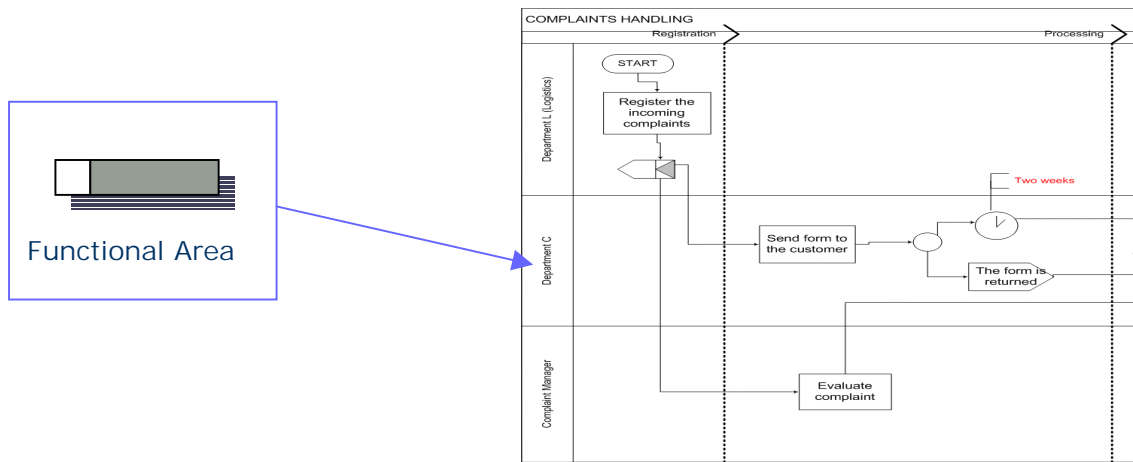 Functional Area
COMPLAINTS HANDLING
Registration
Processing
Department L (Logistics)
START
Register the
incoming
complaints
Two weeks
Department C
Send form to
the customer
The form is
returned
Complaint Manager
Evaluate
complaint